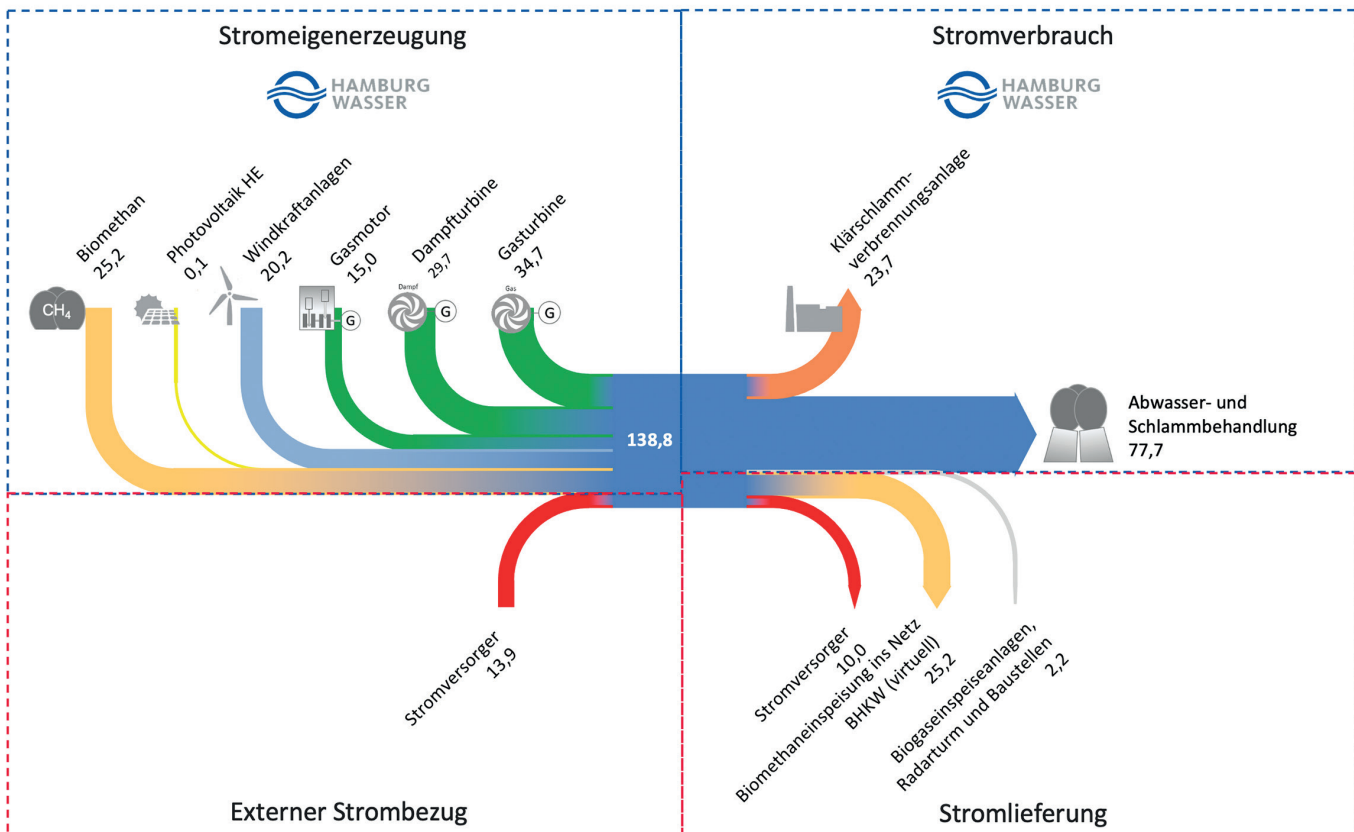 Stromeigenerzeugung
HAMBURG
WASSER
Stromverbrauch
HAMBURG
WASSER
Biomethan
25,2
Photovoltaik HE
0,1
Windkraftanlagen
20,2
Gasmotor
15,0
Dampfturbine
29,7
Gasturbine
34,7
Klärschlamm-
verbrennungsanlage
23,7
CH4
G
Dampf
G
Gas
G
138,8
Abwasser- und
Schlammbehandlung
77,7
Stromversorger
13,9
Stromversorger
10,0
Biomethaneinspeisung ins Netz
BHKW (virtuell)
25,2
Biogaseinspeiseanlagen,
Radarturm und Baustellen
2,2
Externer Strombezug
Stromlieferung